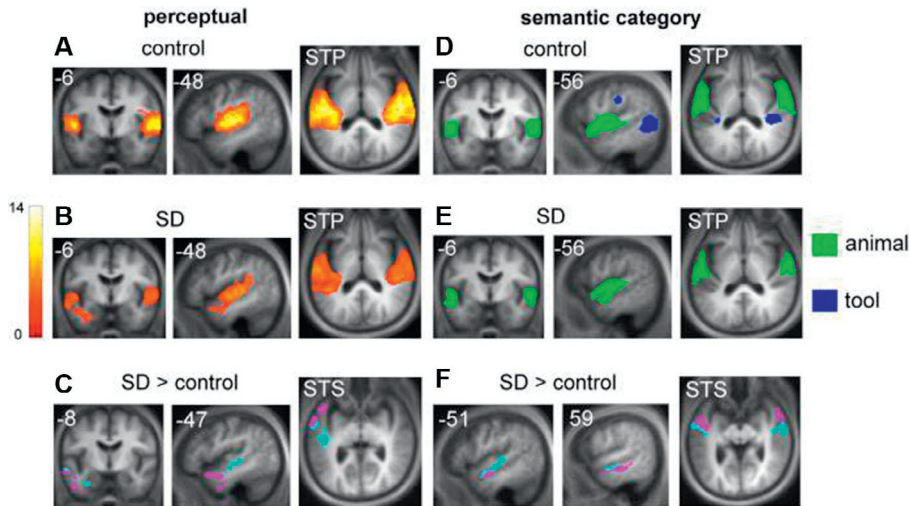 perceptual
semantic category
A control
-6 -48 STP
D control
-6 -56 STP
14
0
B SD
-6 -48 STP
E SD
-6 -56 STP
animal
tool
C SD > control
-8 -47 STS
F SD > control
-51 59 STS